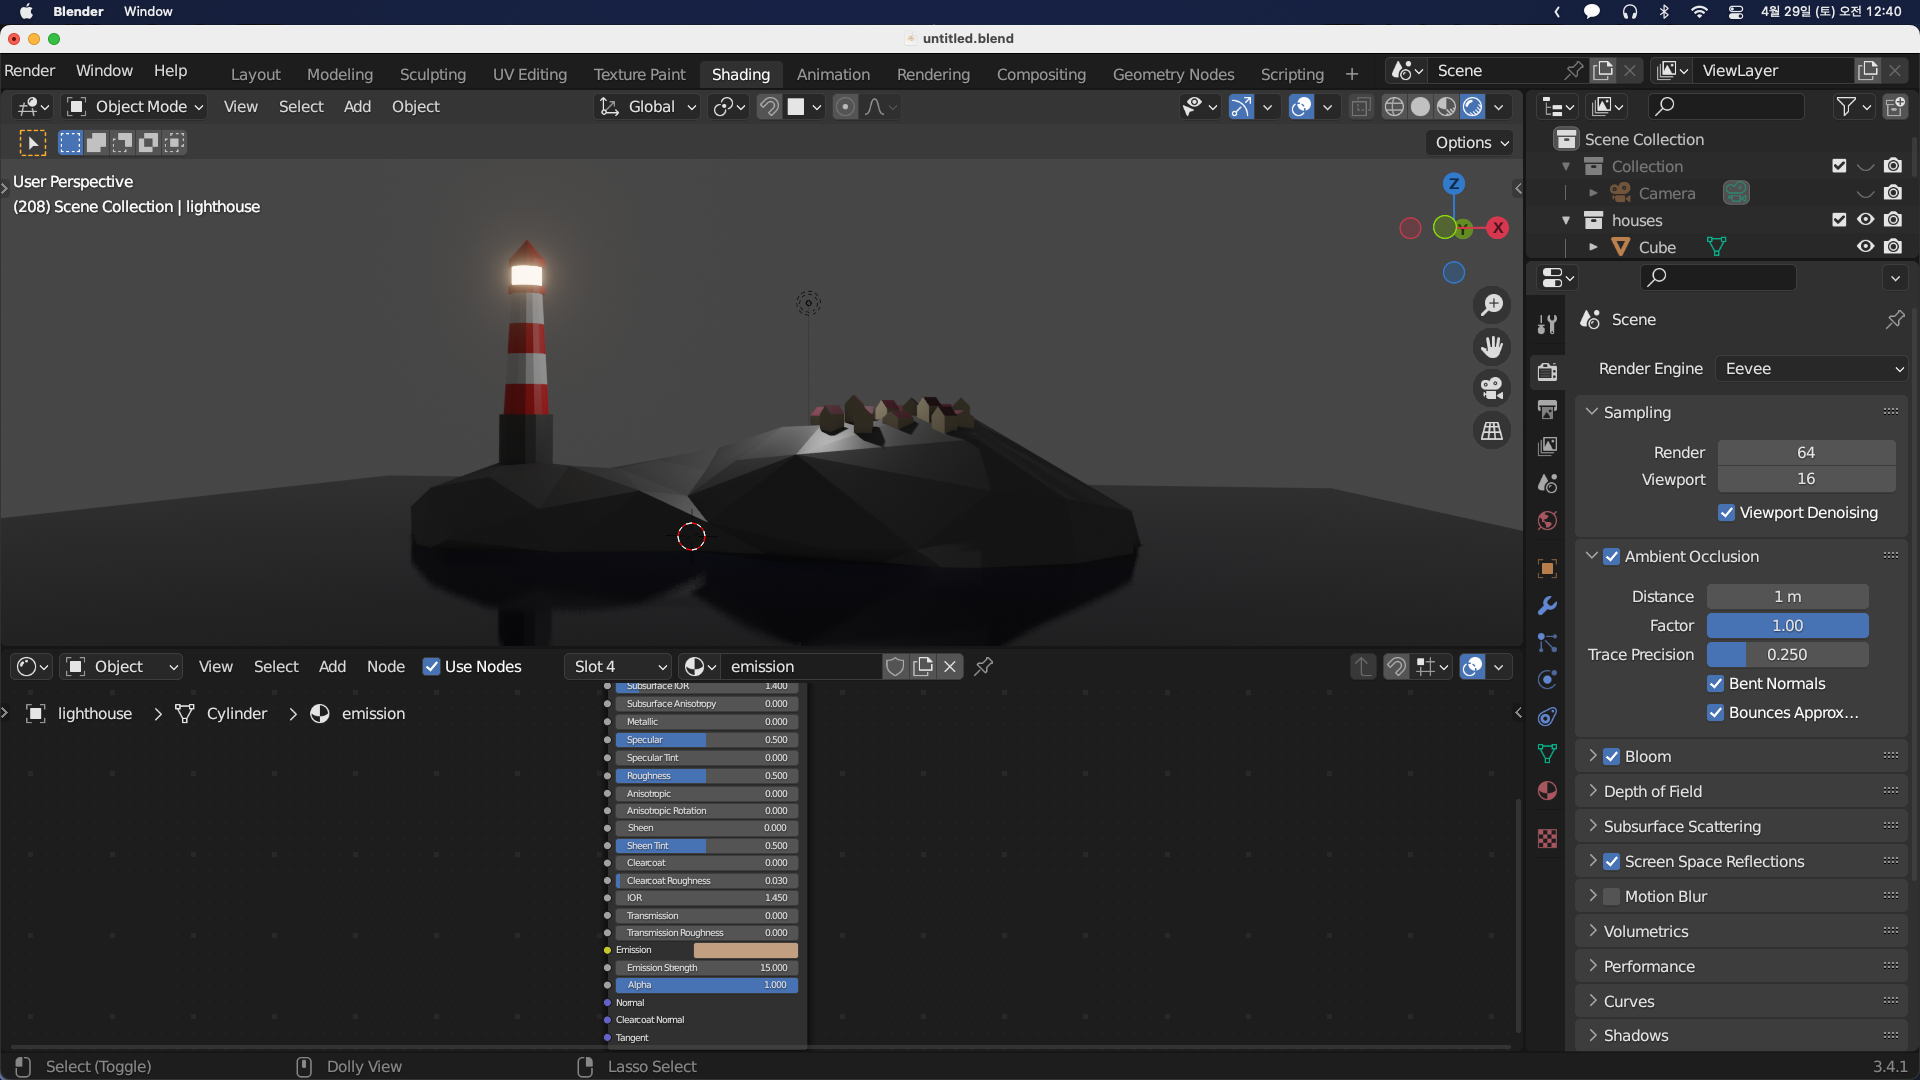 Blender Window 4월 29일 (토) 오전 12:40
untitled.blend
Render Window Help Layout Modeling Sculpting UV Editing Texture Paint Shading Animation Rendering Compositing Geometry Nodes Scripting + Scene ViewLayer
Object Mode View Select Add Object Global
Options
User Perspective
(208) Scene Collection | lighthouse
Z
Y X
Scene Collection
Collection
Camera
houses
Cube
Scene
Render Engine Eevee
Sampling
Render 64
Viewport 16
Viewport Denoising
Ambient Occlusion
Distance 1 m
Factor 1.00
Trace Precision 0.250
Bent Normals
Bounces Approx...
Bloom
Depth of Field
Subsurface Scattering
Screen Space Reflections
Motion Blur
Volumetrics
Performance
Curves
Shadows
Object View Select Add Node Use Nodes Slot 4 emission
lighthouse > Cylinder > emission
Subsurface IOR 1.400
Subsurface Anisotropy 0.000
Metallic 0.000
Specular 0.500
Specular Tint 0.000
Roughness 0.500
Anisotropic 0.000
Anisotropic Rotation 0.000
Sheen 0.000
Sheen Tint 0.500
Clearcoat 0.000
Clearcoat Roughness 0.030
IOR 1.450
Transmission 0.000
Transmission Roughness 0.000
Emission
Emission Strength 15.000
Alpha 1.000
Normal
Clearcoat Normal
Tangent
Select (Toggle) Dolly View Lasso Select 3.4.1